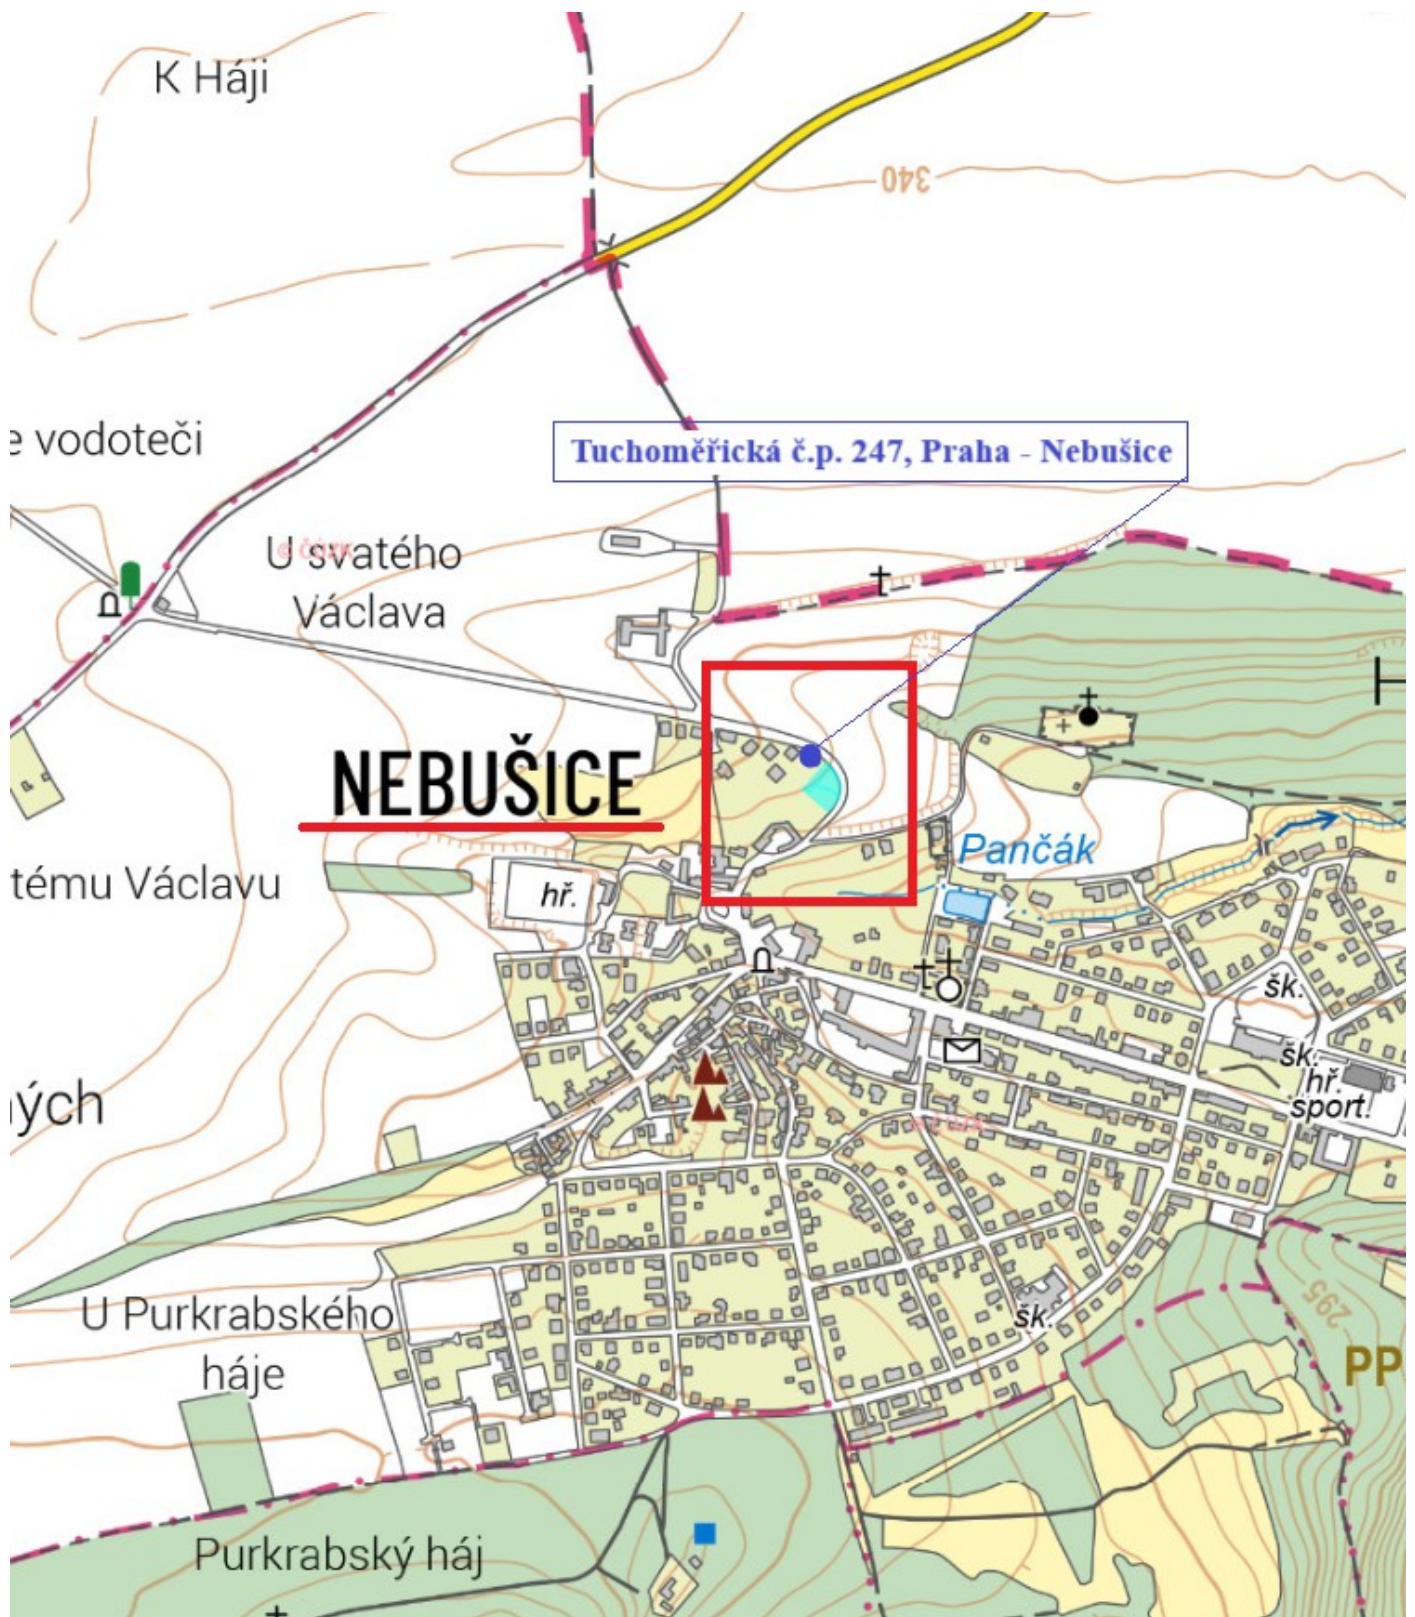 K Háji
340
e vodoteči
Tuchoměřická č.p. 247, Praha - Nebušice
© ČÚZK
U svatého
Václava
NEBUŠICE
Pančák
tému Václavu
hř.
šk.
šk.
hř.
sport.
ých
U Purkrabského
háje
šk.
295
PP
Purkrabský háj